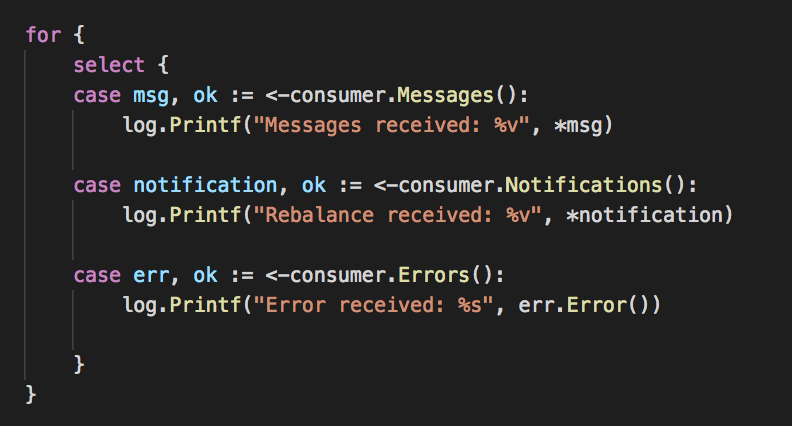 for {
    select {
    case msg, ok := <-consumer.Messages():
        log.Printf("Messages received: %v", *msg)
    case notification, ok := <-consumer.Notifications():
        log.Printf("Rebalance received: %v", *notification)
    case err, ok := <-consumer.Errors():
        log.Printf("Error received: %s", err.Error())
    }
}